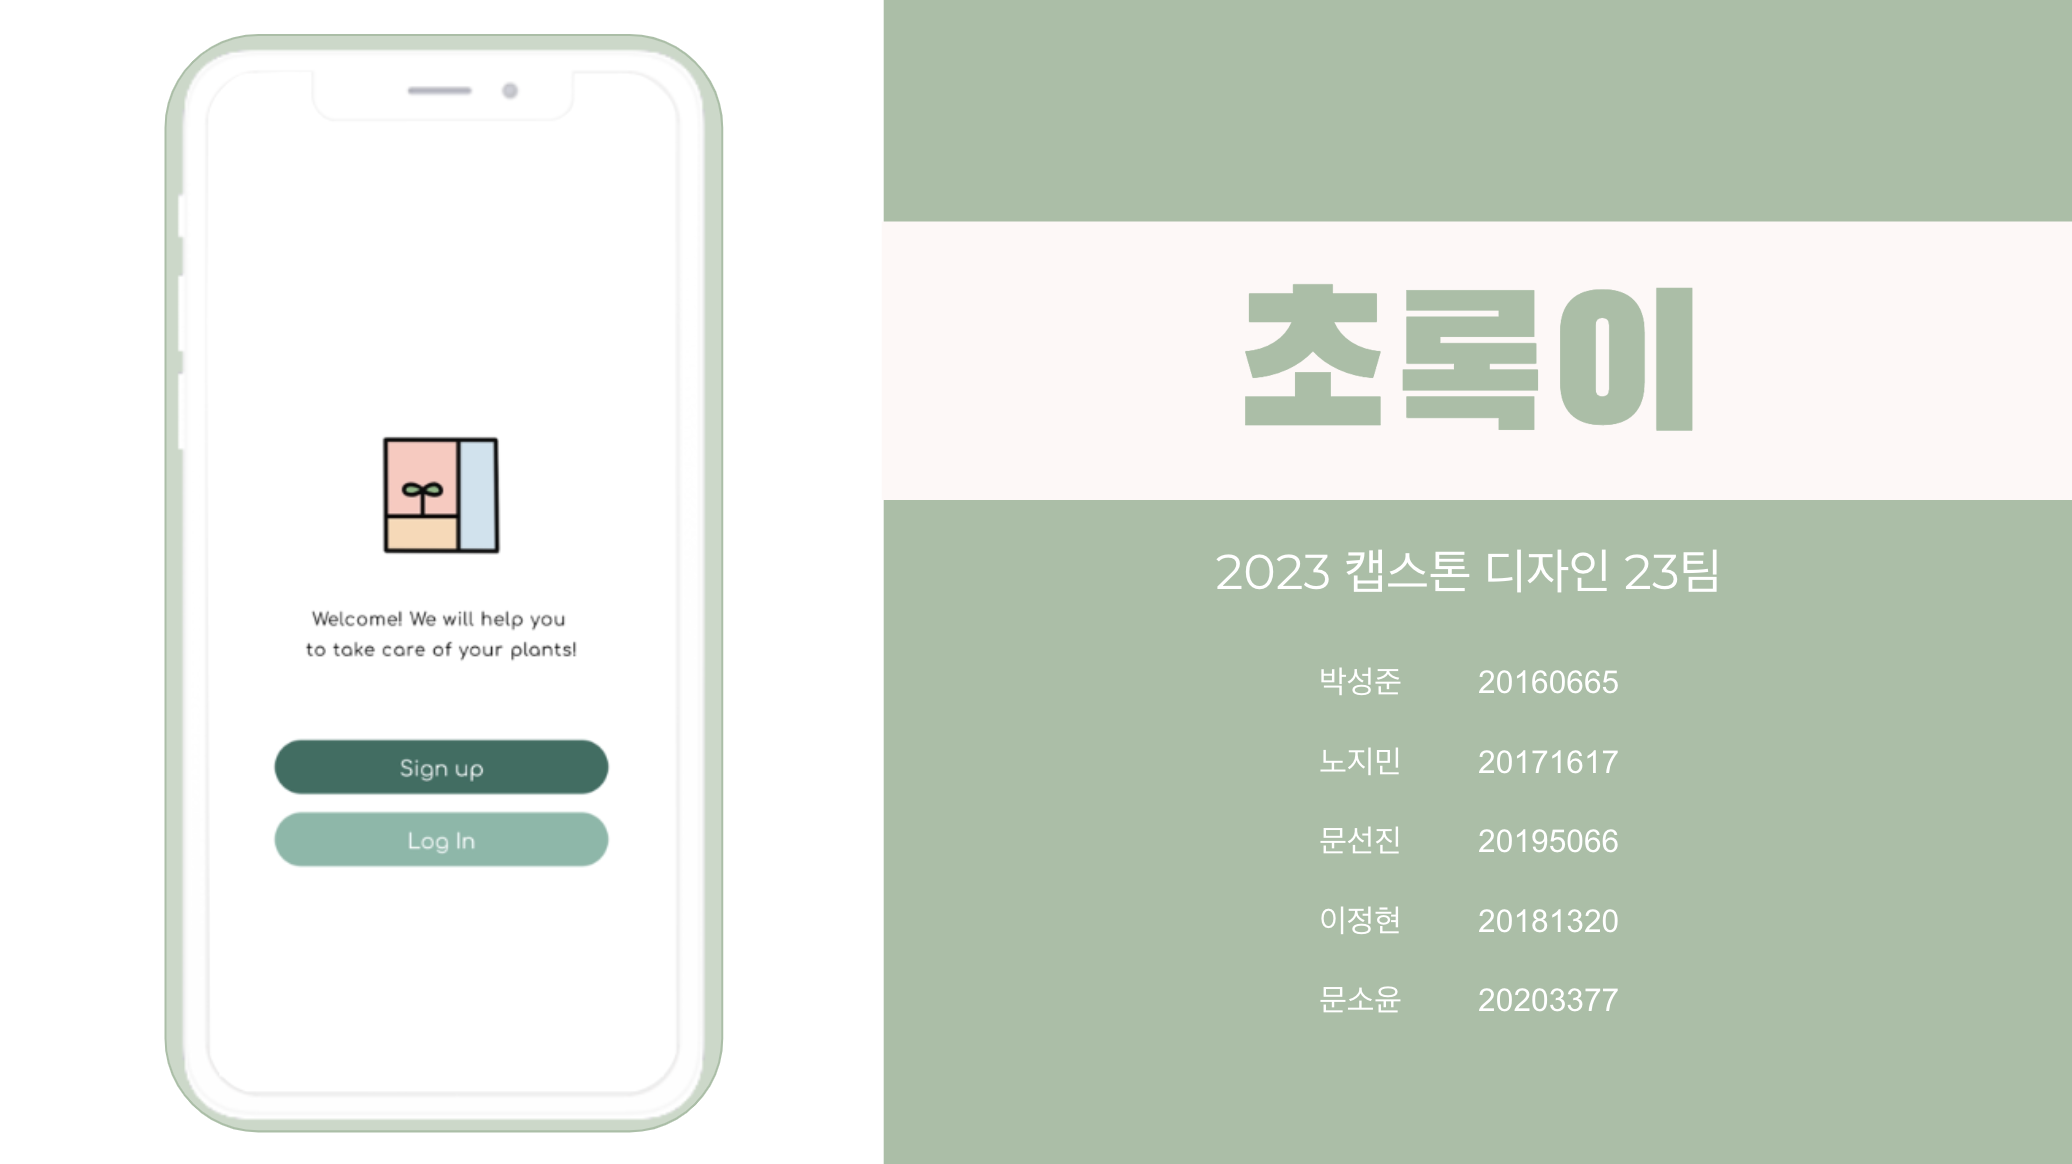 Welcome! We will help you
to take care of your plants!
Sign up
Log In
초록이
2023 캡스톤 디자인 23팀
박성준 20160665
노지민 20171617
문선진 20195066
이정현 20181320
문소윤 20203377